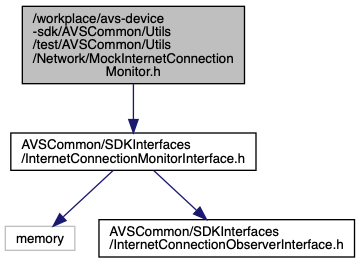 /workplace/avs-device
-sdk/AVSCommon/Utils
/test/AVSCommon/Utils
/Network/MockInternetConnection
Monitor.h
AVSCommon/SDKInterfaces
/InternetConnectionMonitorInterface.h
memory
AVSCommon/SDKInterfaces
/InternetConnectionObserverInterface.h